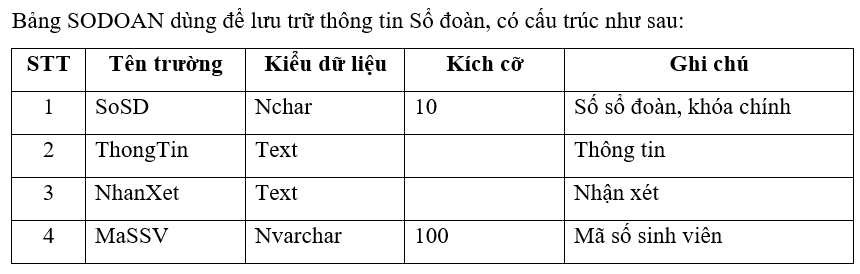 Bảng SODOAN dùng để lưu trữ thông tin Sổ đoàn, có cấu trúc như sau:
STT Tên trường Kiểu dữ liệu Kích cỡ Ghi chú
1 SoSD Nchar 10 Số sổ đoàn, khóa chính
2 ThongTin Text Thông tin
3 NhanXet Text Nhận xét
4 MaSSV Nvarchar 100 Mã số sinh viên